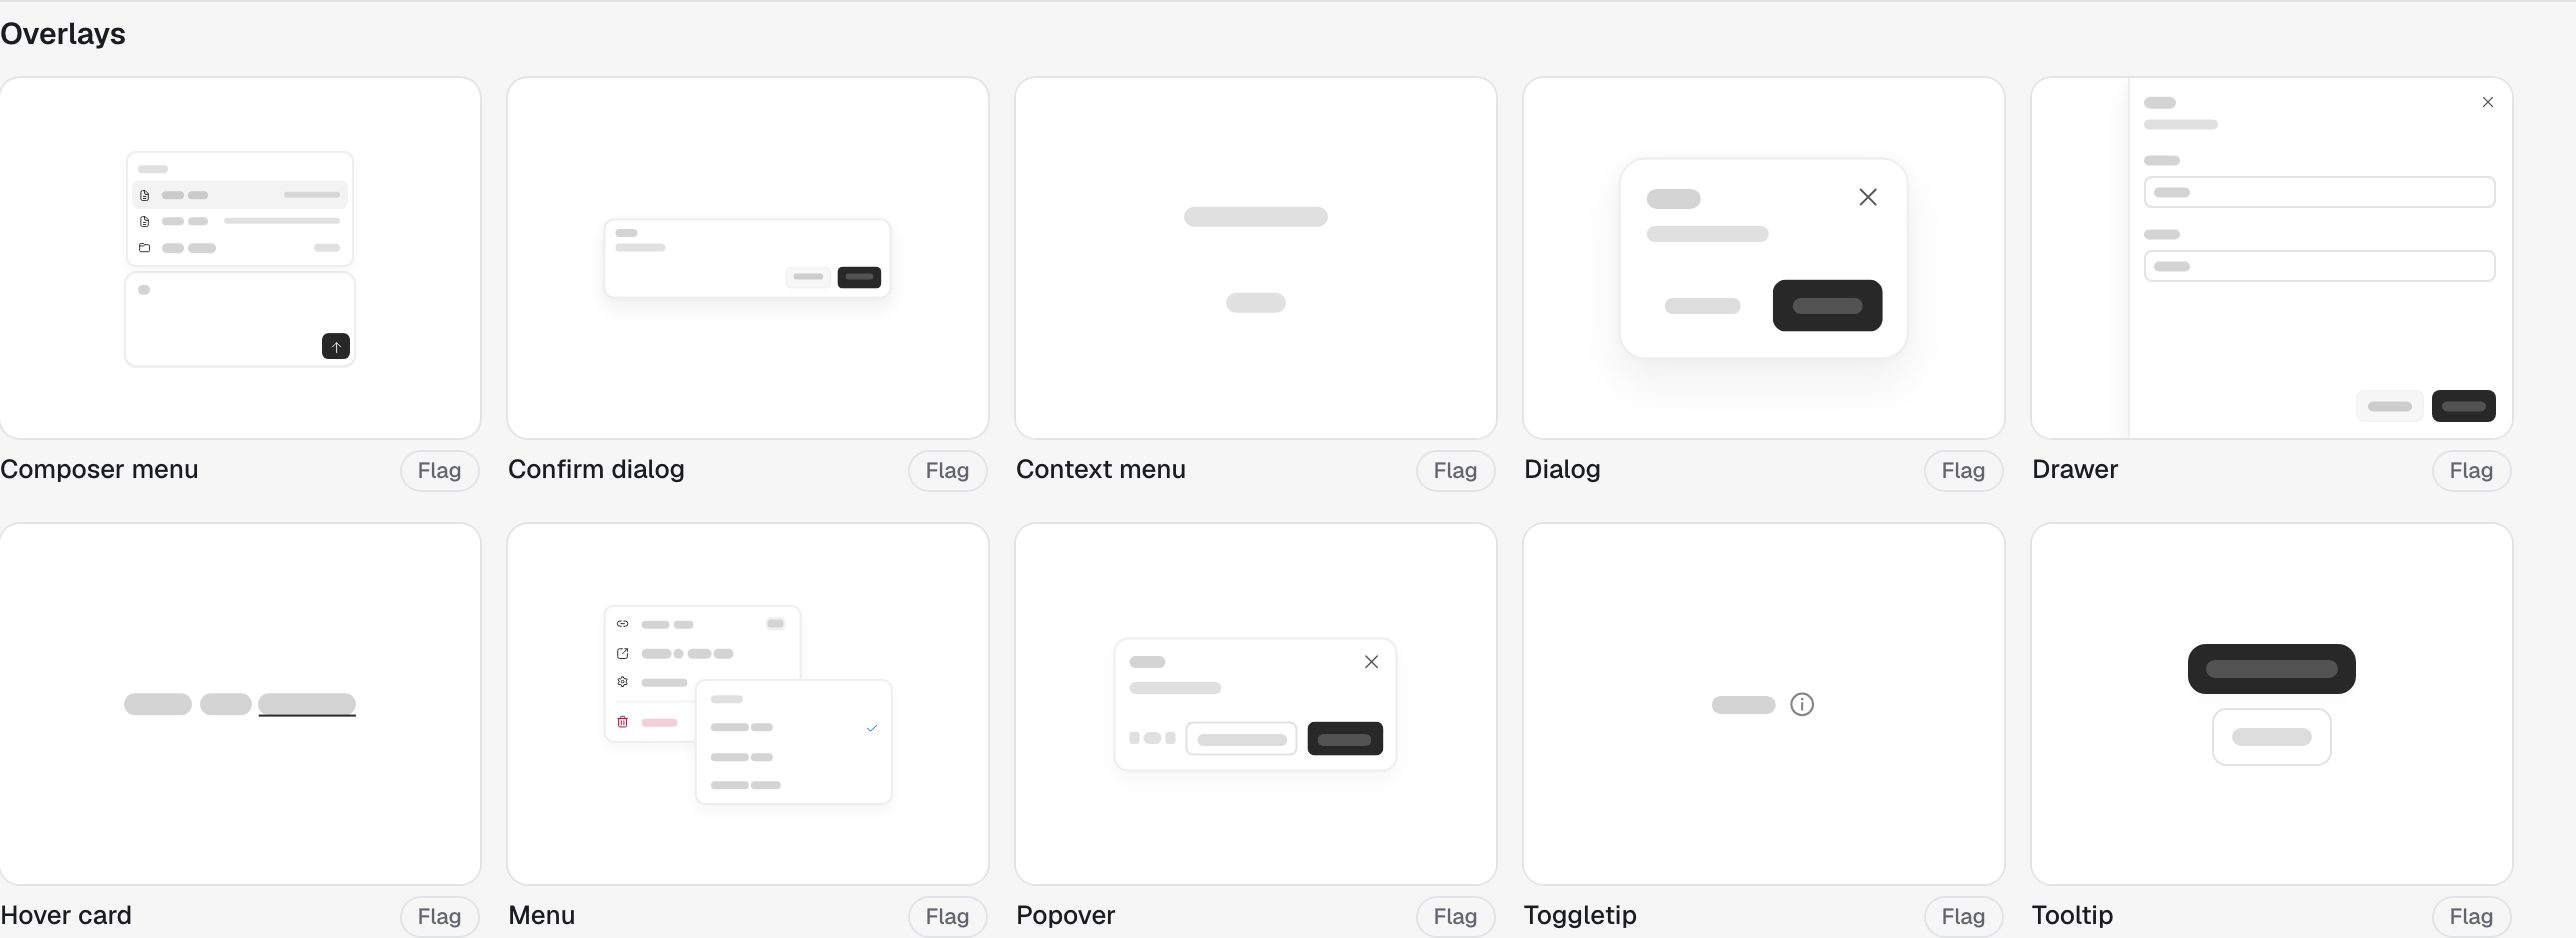 Overlays
Composer menu Flag
Confirm dialog Flag
Context menu Flag
Dialog Flag
Drawer Flag
Hover card Flag
Menu Flag
Popover Flag
Toggletip Flag
Tooltip Flag